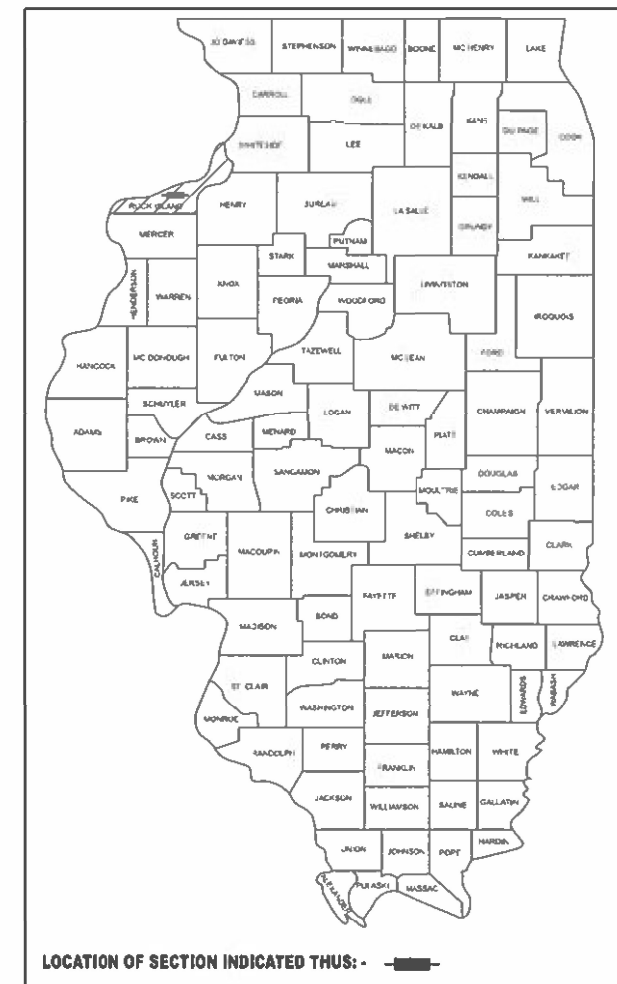 JO DAVIESS STEPHENSON WINNEBAGO BOONE MC HENRY LAKE
CARROLL OGLE DE KALB KANE DU PAGE COOK
WHITESIDE LEE
KENDALL WILL
ROCK ISLAND HENRY BUREAU LA SALLE GRUNDY
MERCER PUTNAM
STARK MARSHALL KANKAKEE
HENDERSON WARREN KNOX PEORIA WOODFORD LIVINGSTON IROQUOIS
HANCOCK MC DONOUGH FULTON TAZEWELL MC LEAN FORD
SCHUYLER MASON
ADAMS BROWN CASS MENARD LOGAN DE WITT CHAMPAIGN VERMILION
PIATT
MACON
PIKE SCOTT MORGAN SANGAMON MOULTRIE DOUGLAS EDGAR
CHRISTIAN COLES
CALHOUN GREENE MACOUPIN MONTGOMERY SHELBY CUMBERLAND CLARK
JERSEY
FAYETTE EFFINGHAM JASPER CRAWFORD
MADISON BOND
CLAY RICHLAND LAWRENCE
CLINTON MARION
ST CLAIR WAYNE EDWARDS WABASH
MONROE WASHINGTON JEFFERSON
RANDOLPH PERRY HAMILTON WHITE
FRANKLIN
JACKSON WILLIAMSON SALINE GALLATIN
UNION JOHNSON POPE HARDIN
ALEXANDER PULASKI MASSAC
LOCATION OF SECTION INDICATED THUS: -